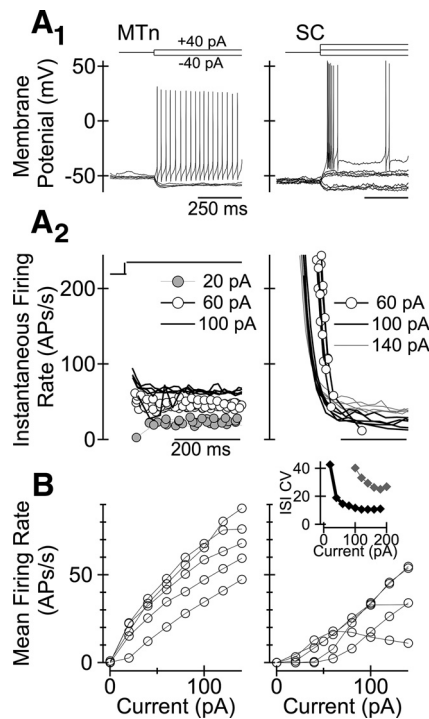 A1
MTn
SC
+40 pA
-40 pA
Membrane
Potenial (mV)
50
0
-50
250 ms
A2
Instantaneous Firing
Rate (APs/s)
200
100
0
20 pA
60 pA
100 pA
200 ms
60 pA
100 pA
140 pA
B
Mean Firing Rate
(APs/s)
50
0
0
100
Current (pA)
ISI CV
40
20
0
0
100
200
Current (pA)
0
100
Current (pA)